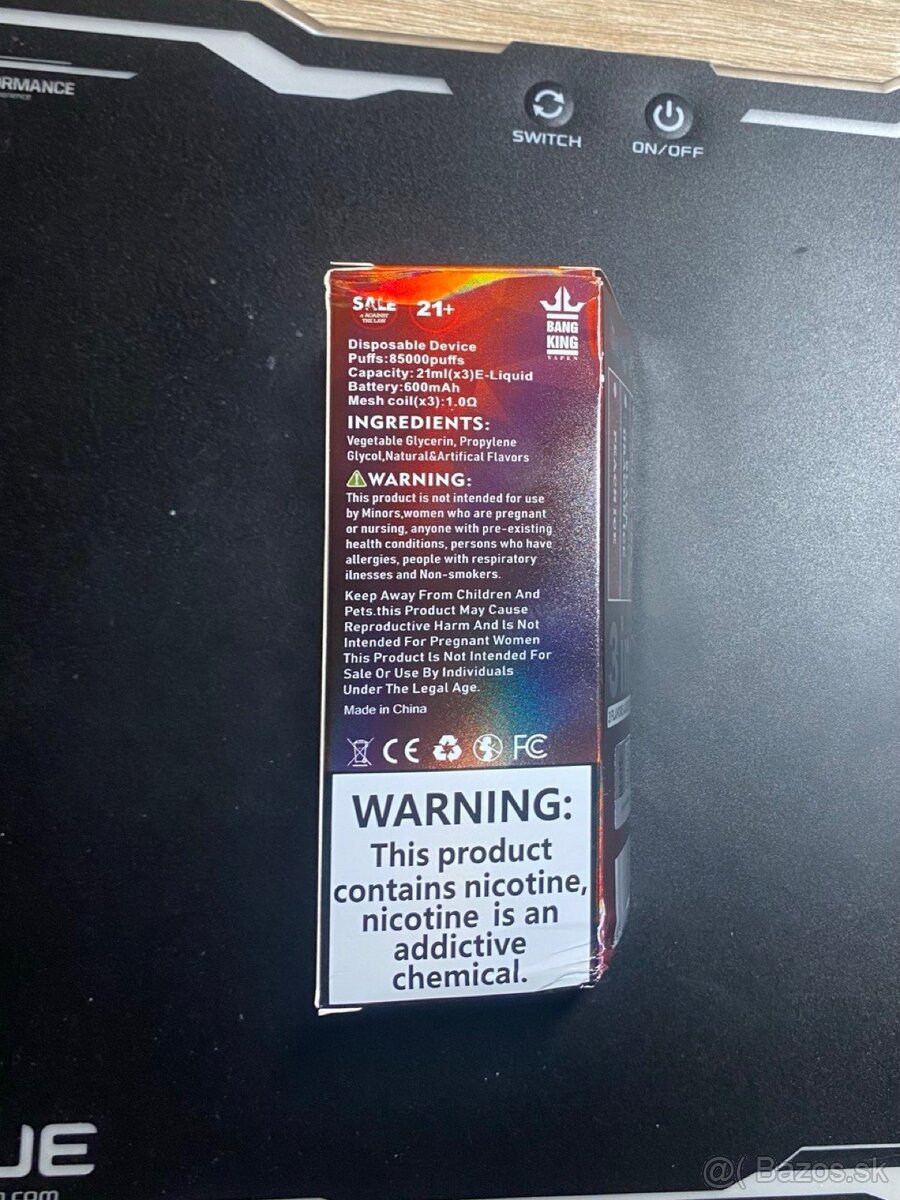 SWITCH
ON/OFF
SALE
is AGAINST
THE LAW
21+
BANG
KING
VAPES
Disposable Device
Puffs:85000puffs
Capacity: 21ml(x3)E-Liquid
Battery:600mAh
Mesh coil(x3):1.0Ω
INGREDIENTS:
Vegetable Glycerin, Propylene
Glycol,Natural&Artifical Flavors
WARNING:
This product is not intended for use
by Minors,women who are pregnant
or nursing, anyone with pre-existing
health conditions, persons who have
allergies, people with respiratory
ilnesses and Non-smokers.
Keep Away From Children And
Pets.this Product May Cause
Reproductive Harm And Is Not
Intended For Pregnant Women
This Product Is Not Intended For
Sale Or Use By Individuals
Under The Legal Age.
Made in China
CE
FC
WARNING:
This product
contains nicotine,
nicotine is an
addictive
chemical.
Bazos.sk